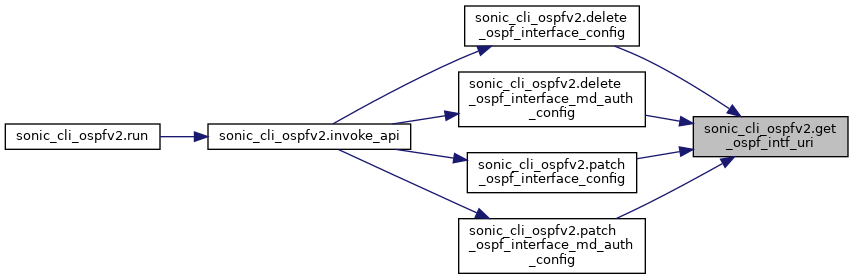 sonic_cli_ospfv2.run
sonic_cli_ospfv2.invoke_api
sonic_cli_ospfv2.delete
_ospf_interface_config
sonic_cli_ospfv2.delete
_ospf_interface_md_auth
_config
sonic_cli_ospfv2.patch
_ospf_interface_config
sonic_cli_ospfv2.patch
_ospf_interface_md_auth
_config
sonic_cli_ospfv2.get
_ospf_intf_uri